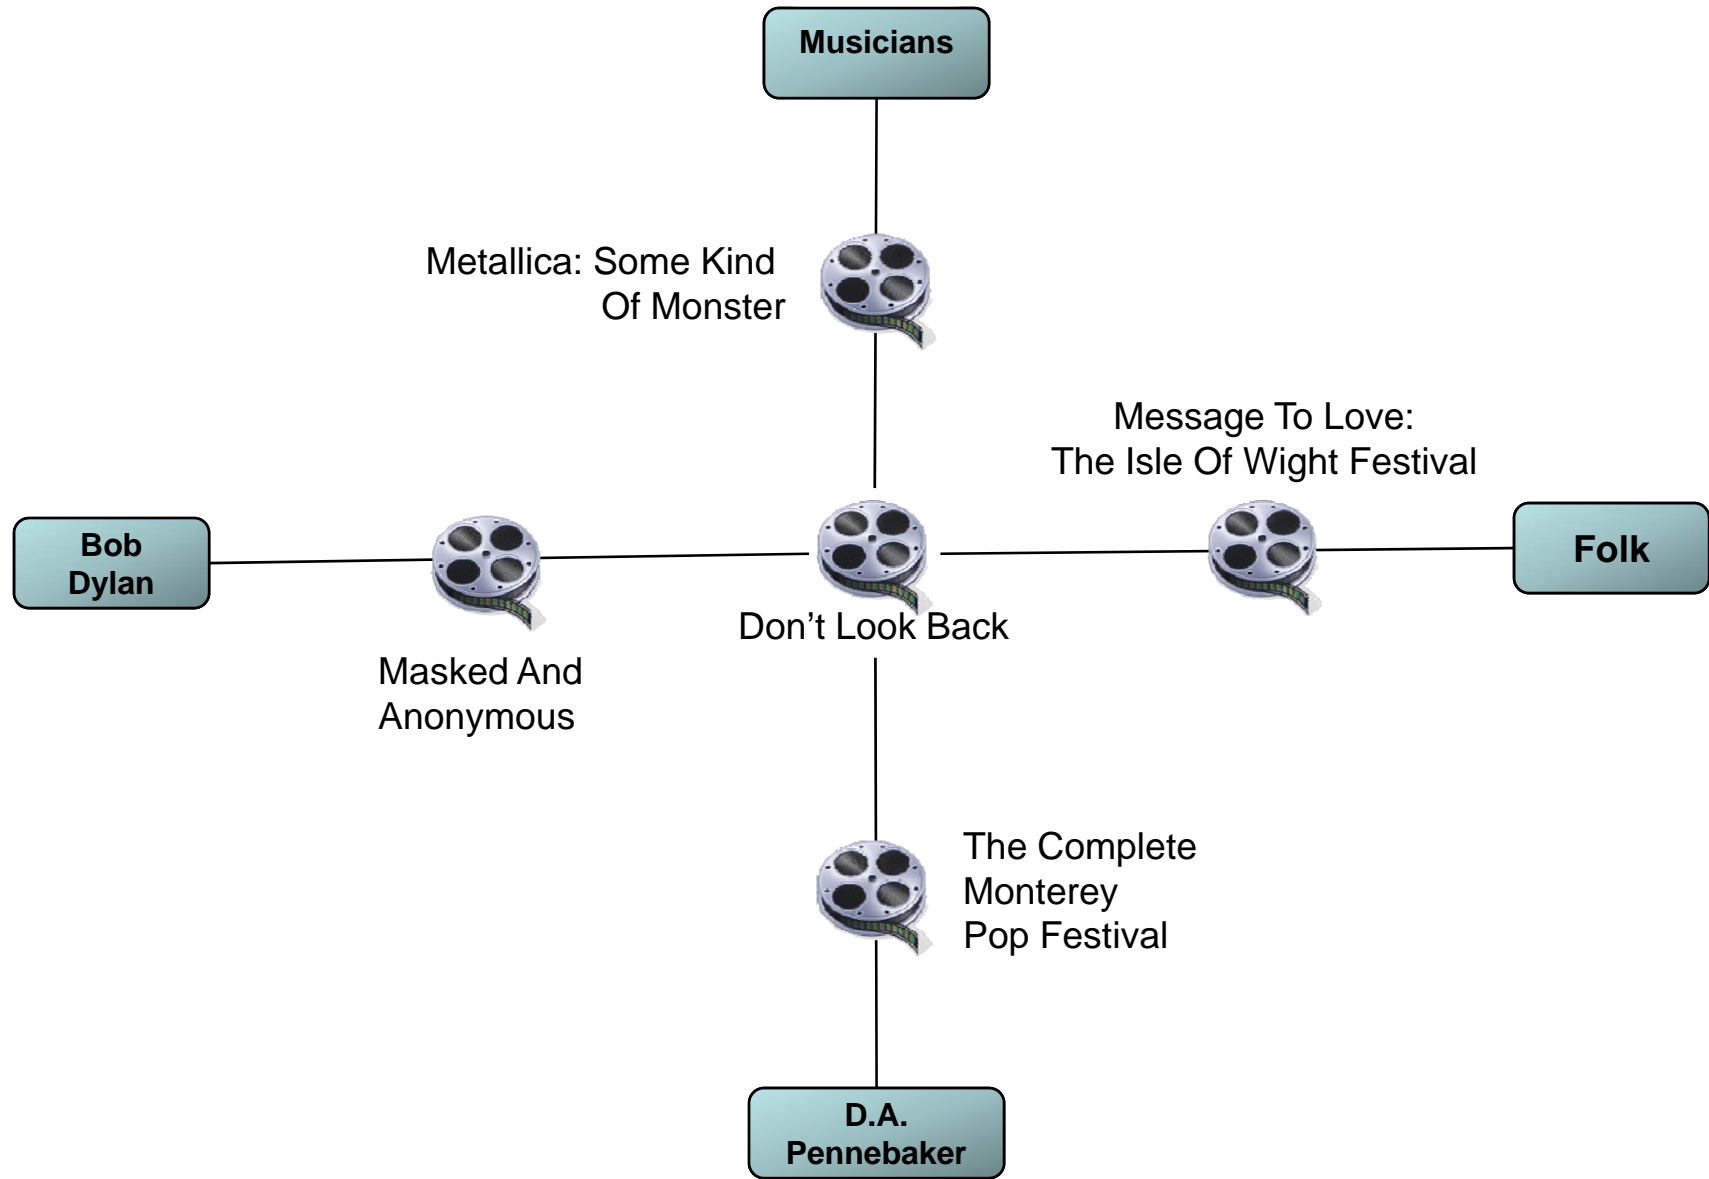 Musicians
Metallica: Some Kind
Of Monster
Message To Love:
The Isle Of Wight Festival
Bob
Dylan
Folk
Don’t Look Back
Masked And
Anonymous
The Complete
Monterey
Pop Festival
D.A.
Pennebaker